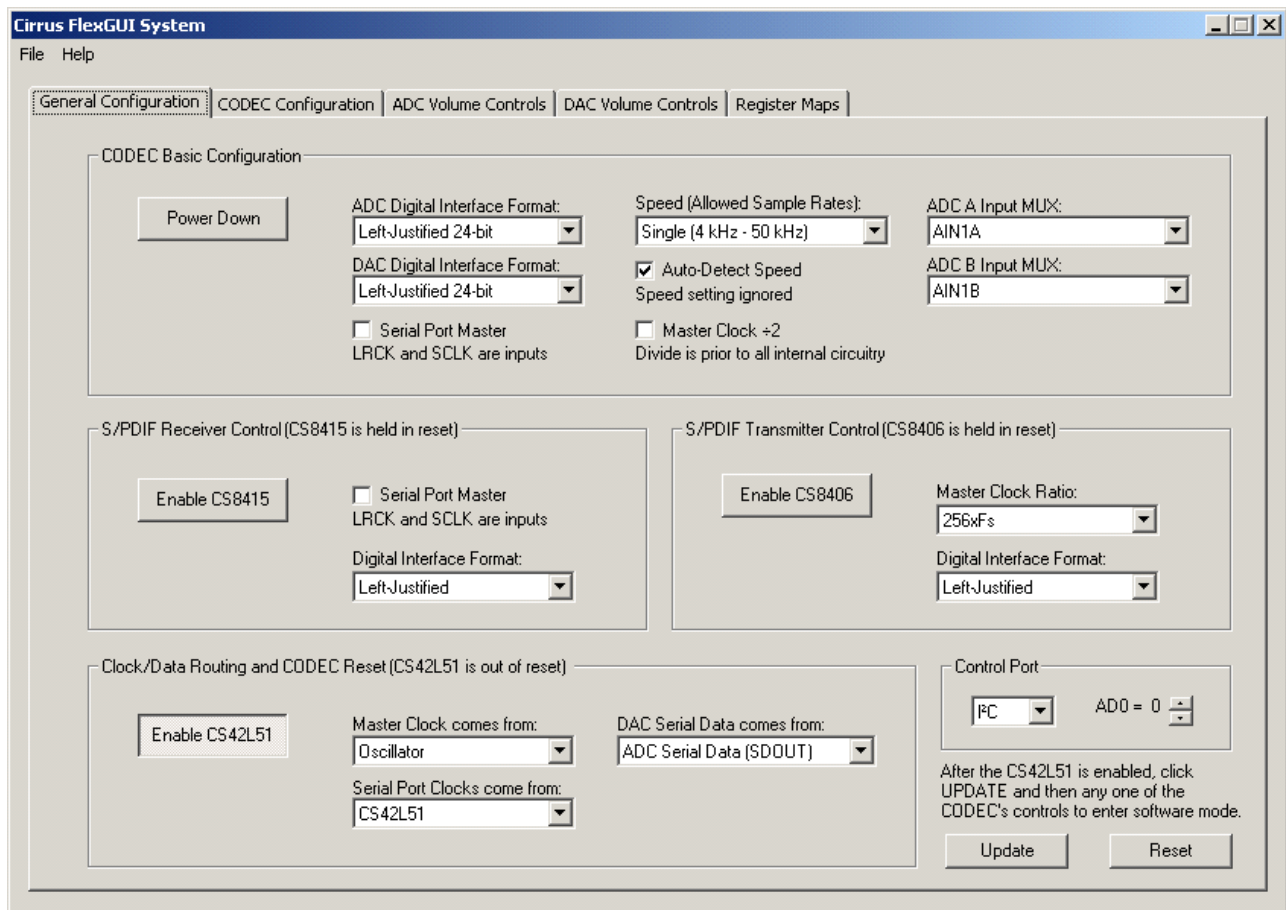 Cirrus FlexGUI System
File Help
General Configuration CODEC Configuration ADC Volume Controls DAC Volume Controls Register Maps
CODEC Basic Configuration
Power Down
ADC Digital Interface Format:
Left-Justified 24-bit
DAC Digital Interface Format:
Left-Justified 24-bit
Serial Port Master
LRCK and SCLK are inputs
Speed (Allowed Sample Rates):
Single (4 kHz - 50 kHz)
Auto-Detect Speed
Speed setting ignored
Master Clock ÷2
Divide is prior to all internal circuitry
ADC A Input MUX:
AIN1A
ADC B Input MUX:
AIN1B
S/PDIF Receiver Control (CS8415 is held in reset)
Enable CS8415
Serial Port Master
LRCK and SCLK are inputs
Digital Interface Format:
Left-Justified
S/PDIF Transmitter Control (CS8406 is held in reset)
Enable CS8406
Master Clock Ratio:
256xFs
Digital Interface Format:
Left-Justified
Clock/Data Routing and CODEC Reset (CS42L51 is out of reset)
Enable CS42L51
Master Clock comes from:
Oscillator
Serial Port Clocks come from:
CS42L51
DAC Serial Data comes from:
ADC Serial Data (SDOUT)
Control Port
I²C
AD0 = 0
After the CS42L51 is enabled, click
UPDATE and then any one of the
CODEC's controls to enter software mode.
Update Reset